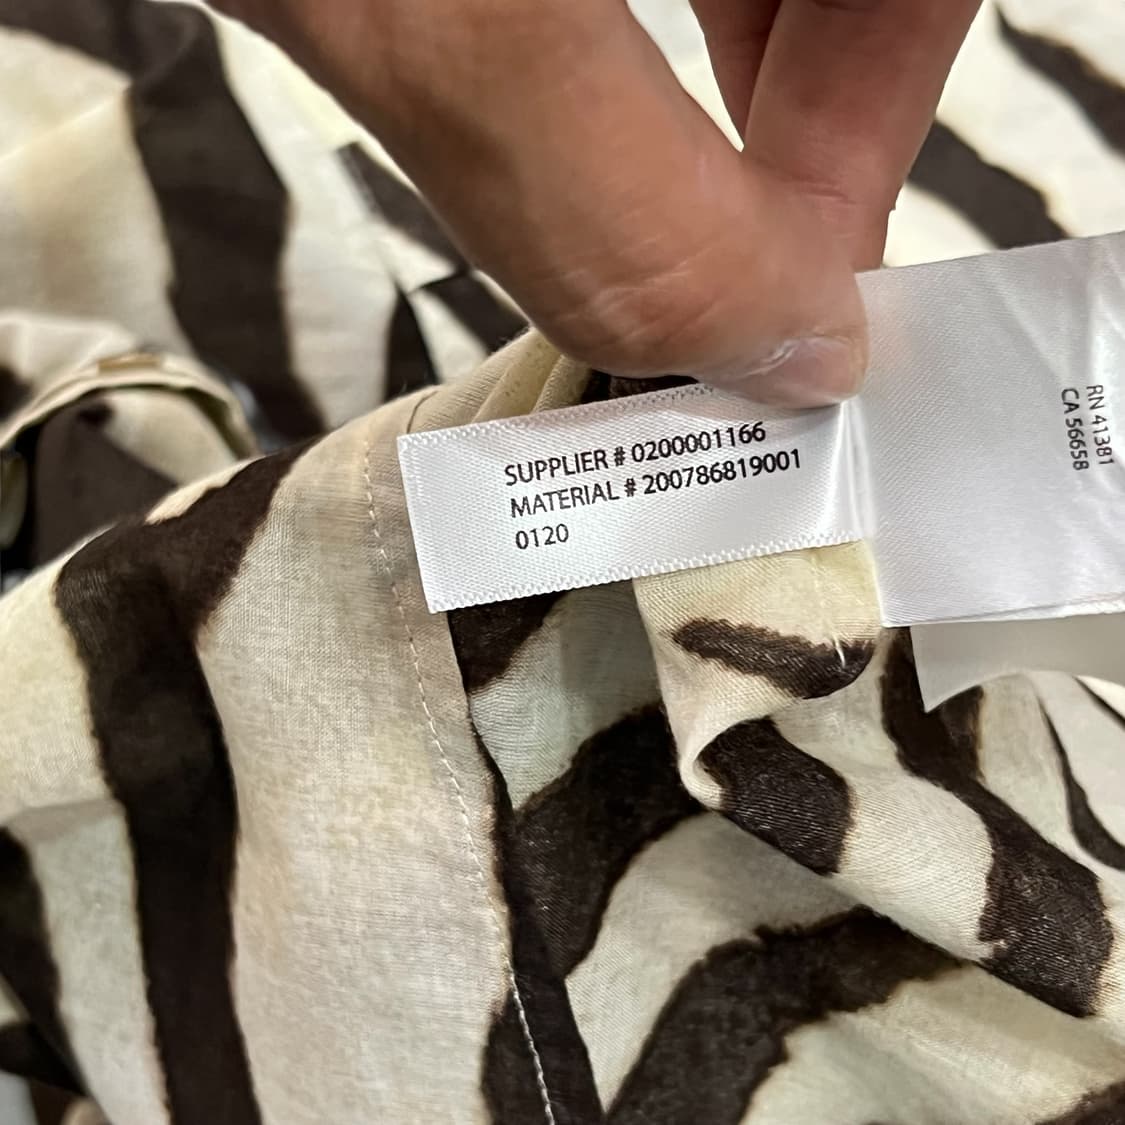 SUPPLIER # 0200001166
MATERIAL # 200786819001
0120
RN 41381
CA 56658